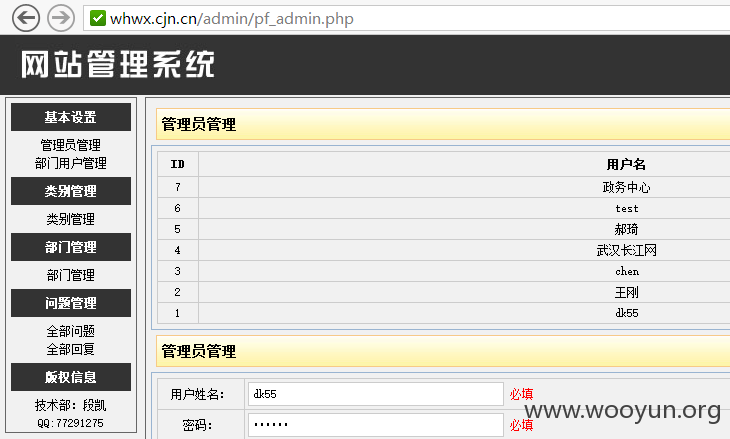 whwx.cjn.cn/admin/pf_admin.php
网站管理系统
基本设置
管理员管理
部门用户管理
类别管理
类别管理
部门管理
部门管理
问题管理
全部问题
全部回复
版权信息
技术部：段凯
QQ:77291275
管理员管理
ID 用户名
7 政务中心
6 test
5 郝琦
4 武汉长江网
3 chen
2 王刚
1 dk55
管理员管理
用户姓名： dk55 必填
密码： •••••• 必填
www.wooyun.org